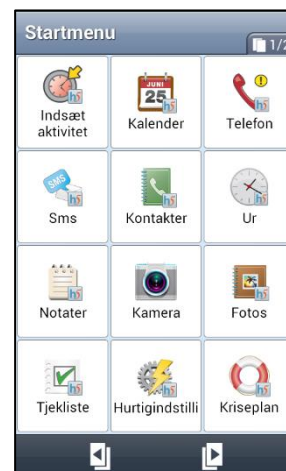 Startmenu
1/2
Indsæt
aktivitet
JUNI
25
Kalender
Telefon
SMS
Sms
Kontakter
Ur
Notater
Kamera
Fotos
Tjekliste
Hurtigindstilli
Kriseplan